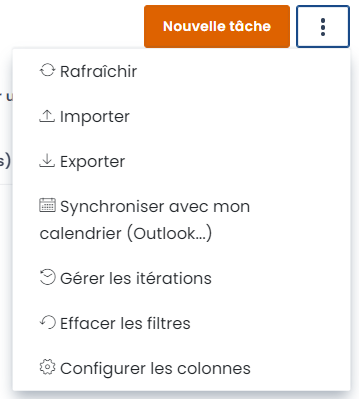 Nouvelle tâche
Rafraîchir
Importer
Exporter
Synchroniser avec mon
calendrier (Outlook...)
Gérer les itérations
Effacer les filtres
Configurer les colonnes